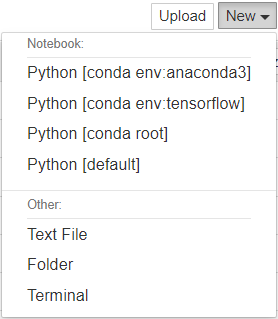 Upload New
Notebook:
Python [conda env:anaconda3]
Python [conda env:tensorflow]
Python [conda root]
Python [default]
Other:
Text File
Folder
Terminal